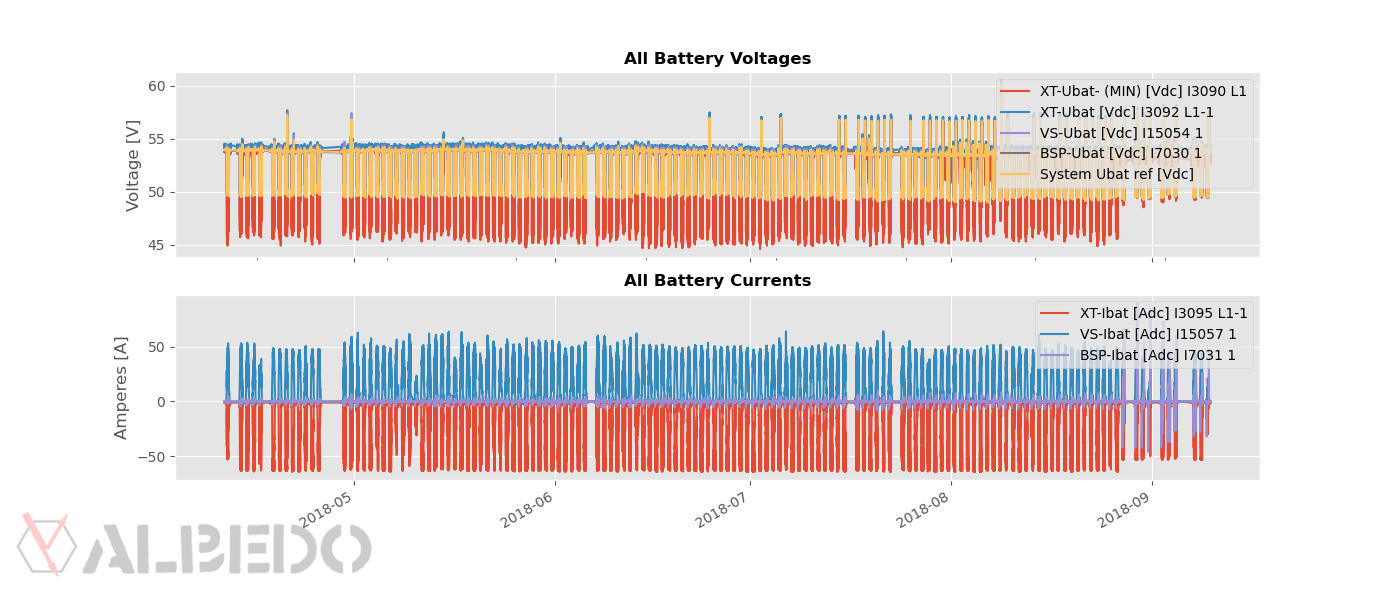 All Battery Voltages
60
55
50
45
Voltage [V]
XT-Ubat- (MIN) [Vdc] I3090 L1
XT-Ubat [Vdc] I3092 L1-1
VS-Ubat [Vdc] I15054 1
BSP-Ubat [Vdc] I7030 1
System Ubat ref [Vdc]
All Battery Currents
50
0
−50
Amperes [A]
XT-Ibat [Adc] I3095 L1-1
VS-Ibat [Adc] I15057 1
BSP-Ibat [Adc] I7031 1
2018-05
2018-06
2018-07
2018-08
2018-09
ALBEDO